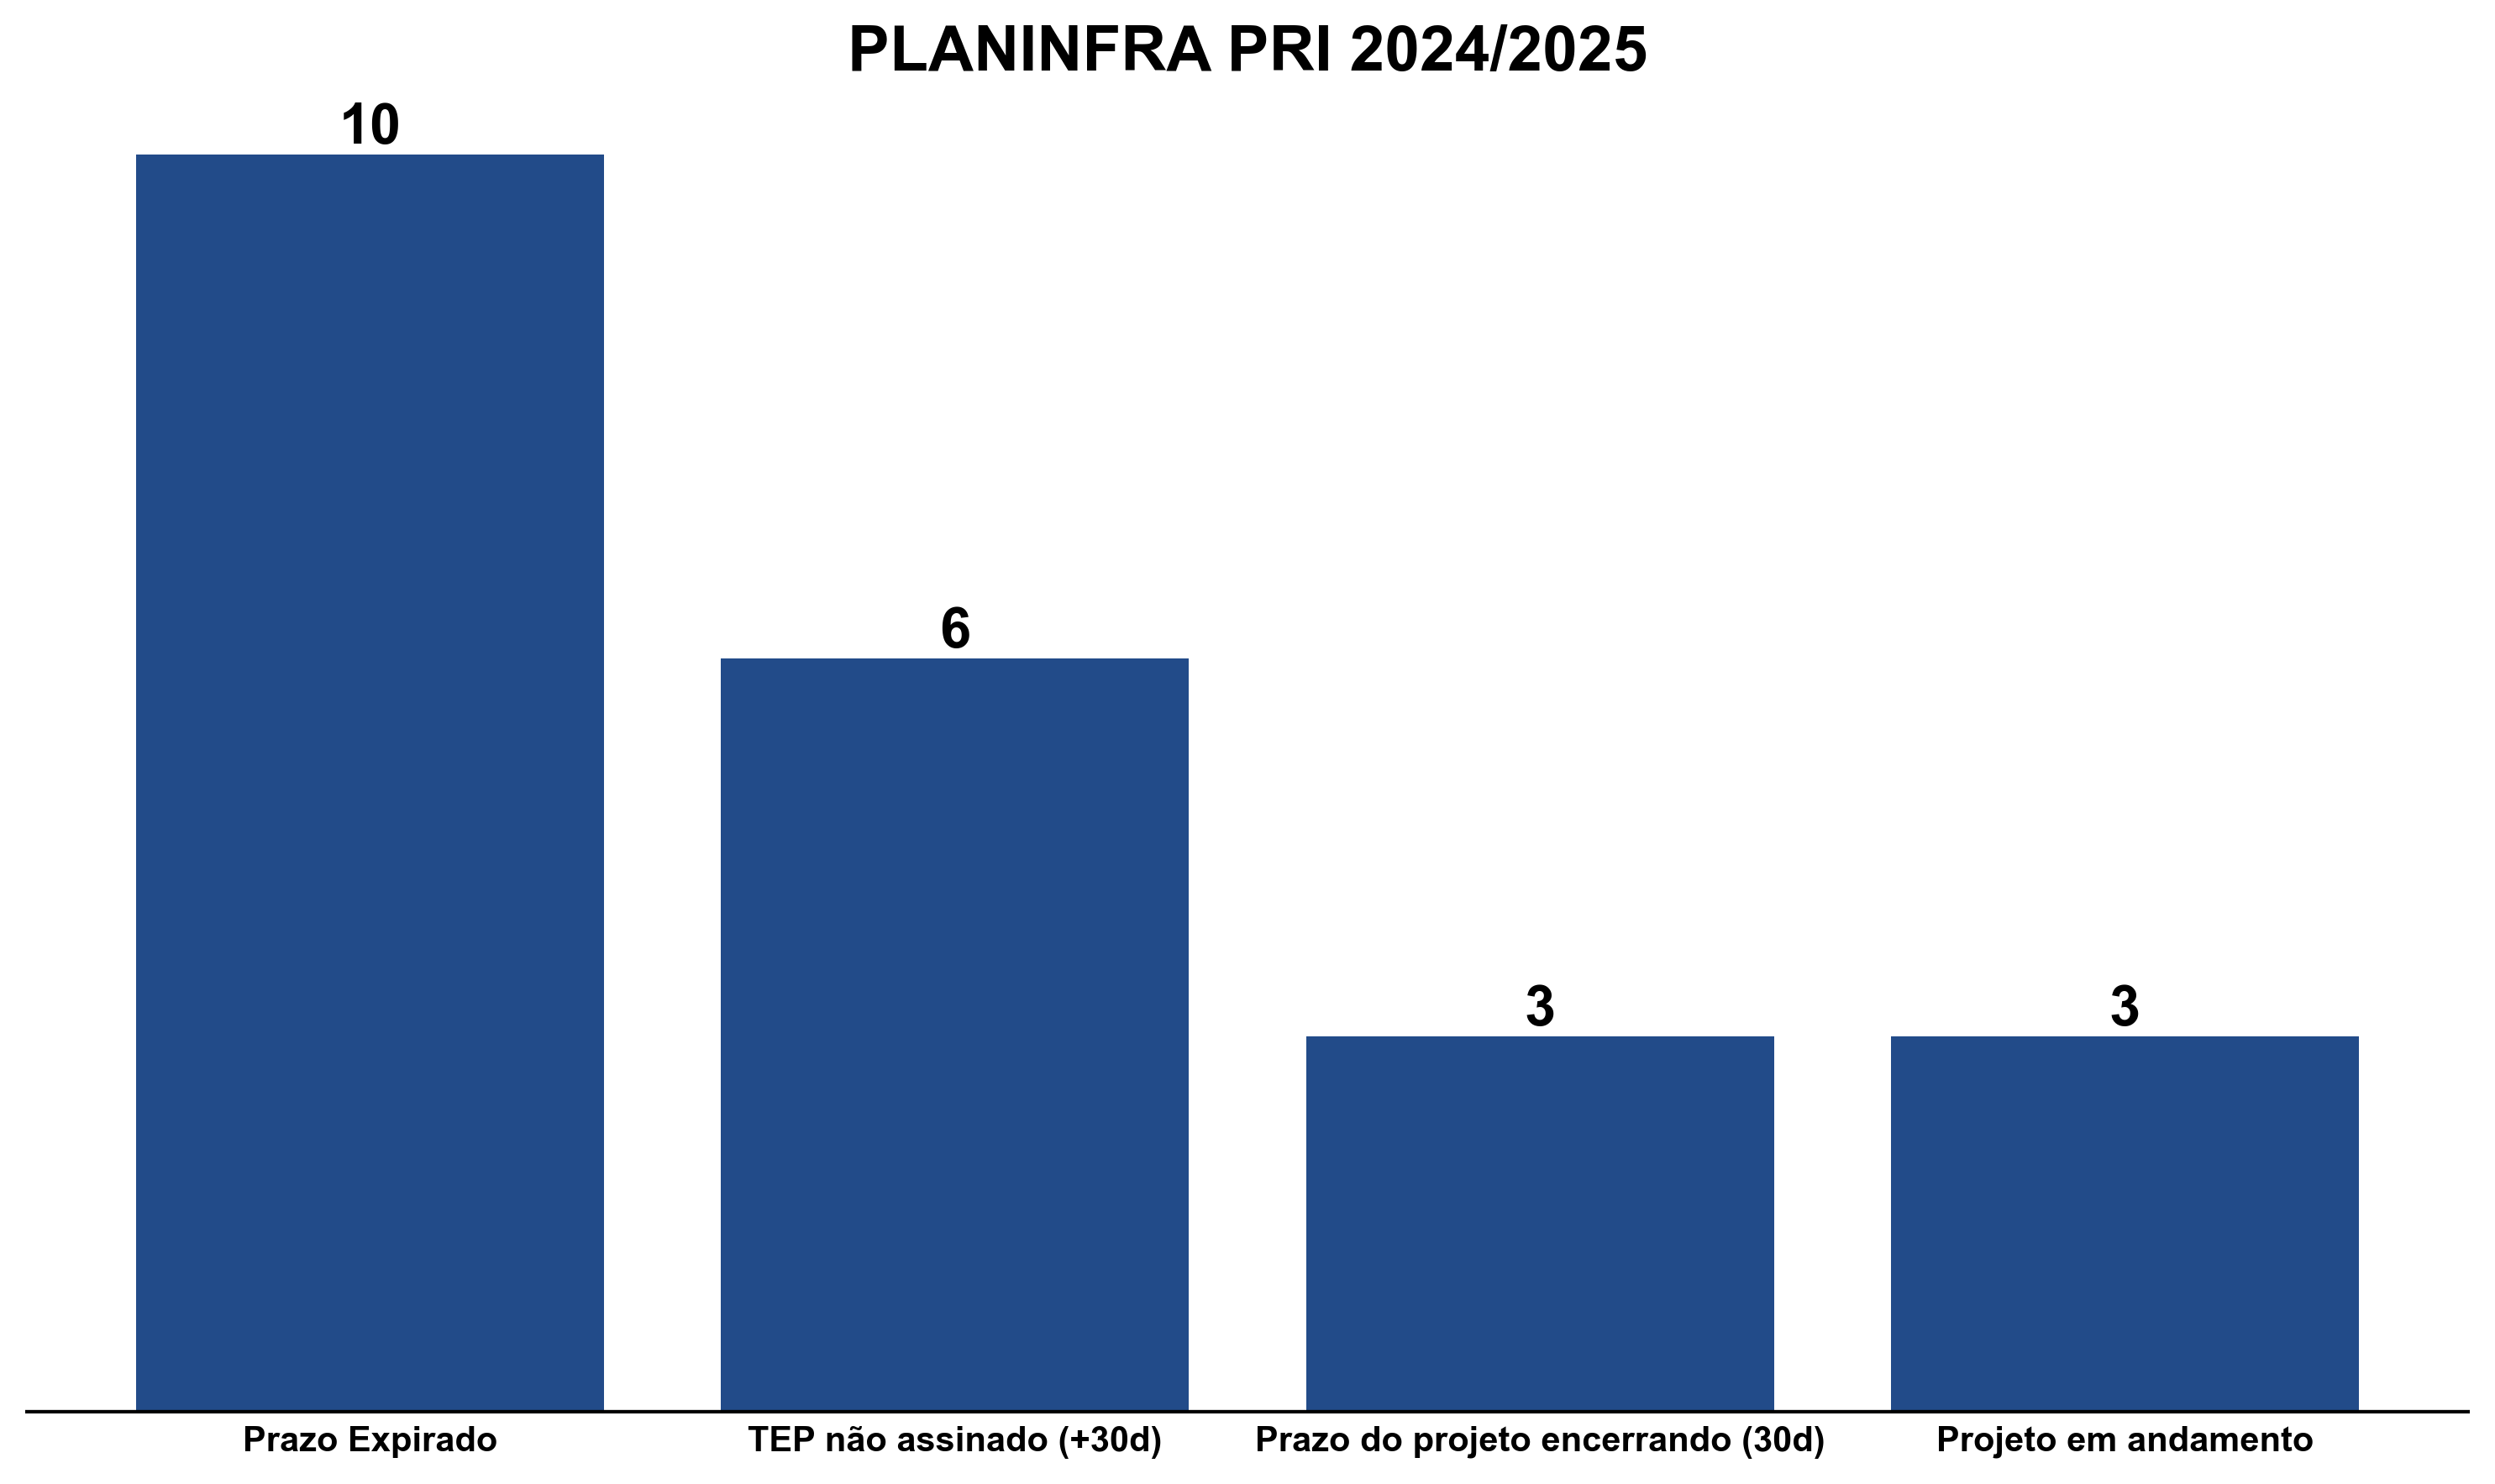 PLANINFRA PRI 2024/2025
10
6
3
3
Prazo Expirado
TEP não assinado (+30d)
Prazo do projeto encerrando (30d)
Projeto em andamento